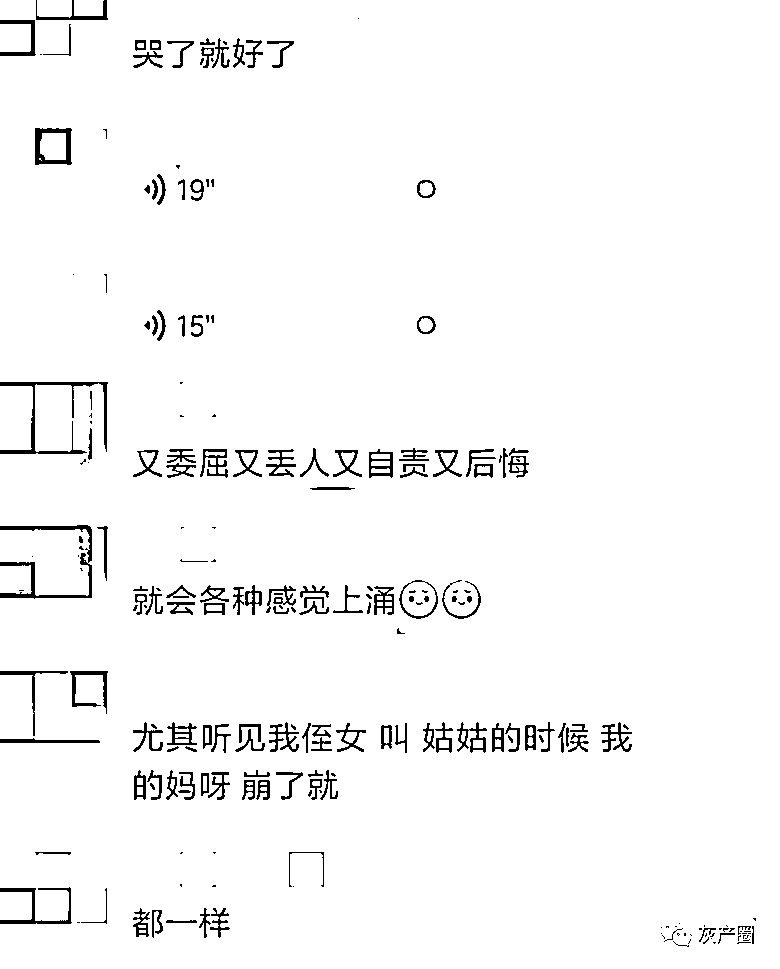 哭了就好了
19"
15"
又委屈又丢人又自责又后悔
就会各种感觉上涌
尤其听见我侄女 叫 姑姑的时候 我
的妈呀 崩了就
都一样
灰产圈